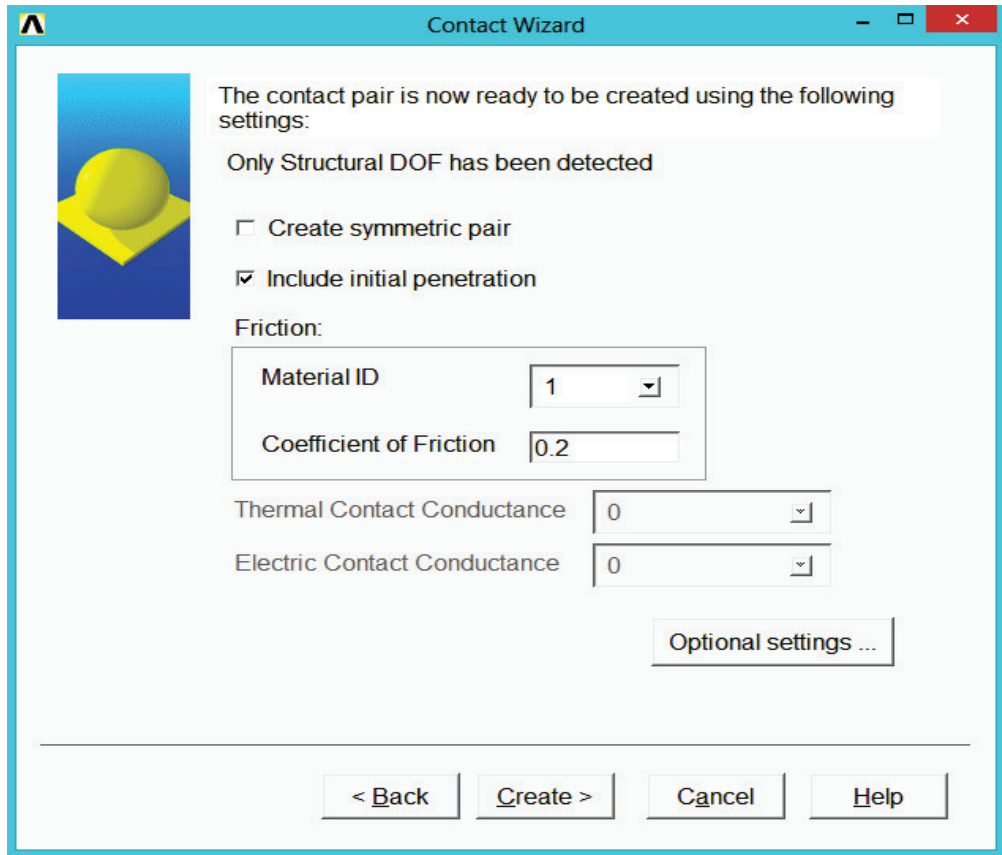 Contact Wizard
The contact pair is now ready to be created using the following
settings:
Only Structural DOF has been detected
Create symmetric pair
Include initial penetration
Friction:
Material ID 1
Coefficient of Friction 0.2
Thermal Contact Conductance 0
Electric Contact Conductance 0
Optional settings ...
< Back Create > Cancel Help